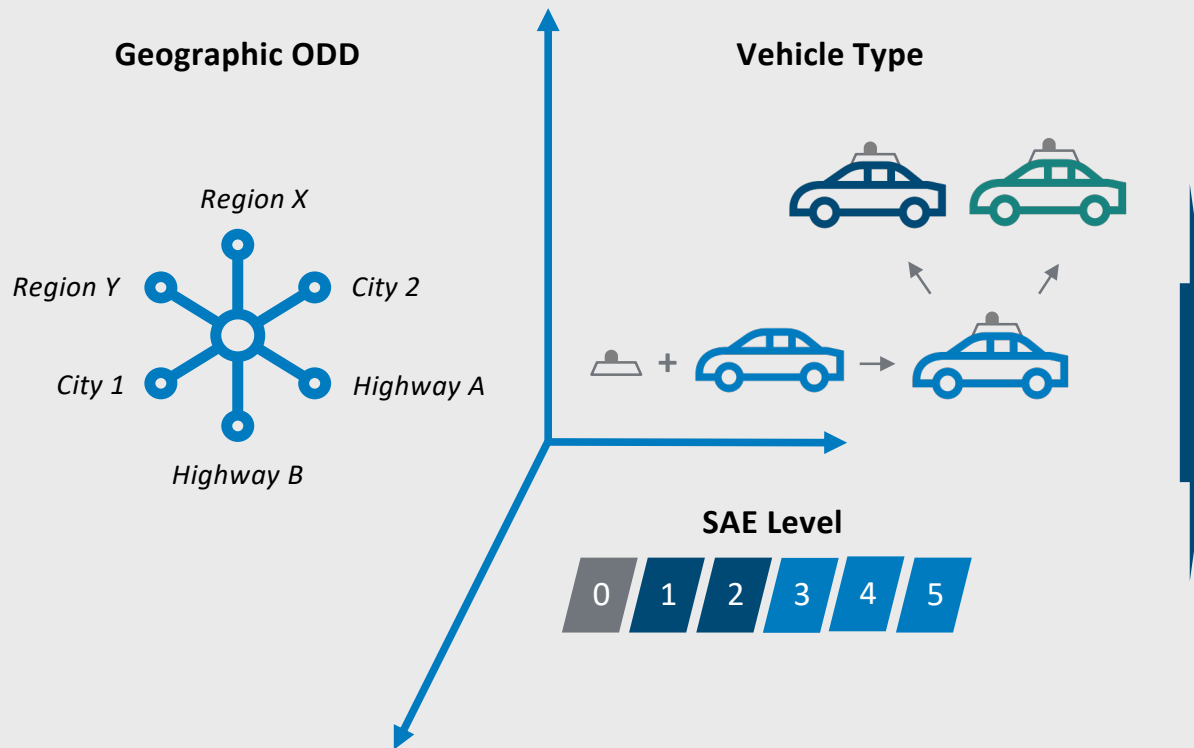 Geographic ODD
Region X
Region Y
City 2
City 1
Highway A
Highway B
Vehicle Type
+
SAE Level
0 1 2 3 4 5